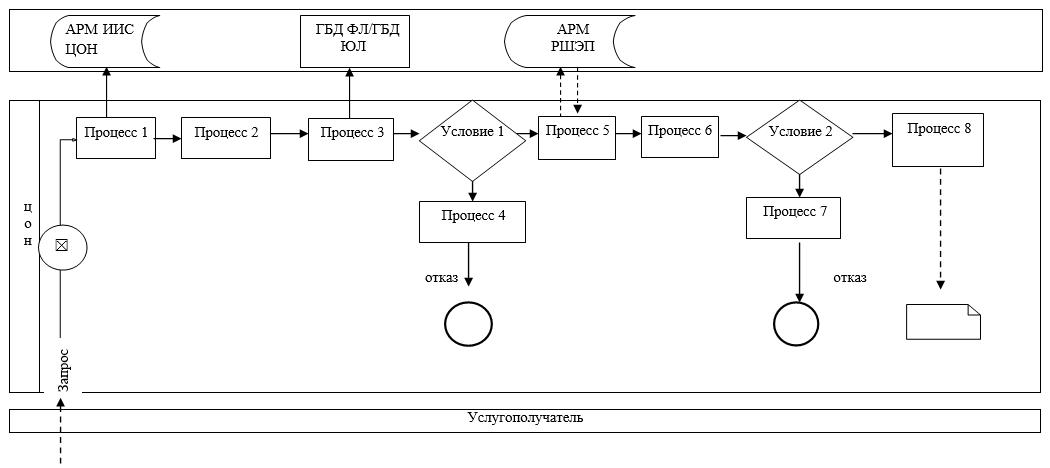 АРМ ИИС
ЦОН
ГБД ФЛ/ГБД
ЮЛ
АРМ
РШЭП
Процесс 1
Процесс 2
Процесс 3
Условие 1
Процесс 5
Процесс 6
Условие 2
Процесс 8
Процесс 4
Процесс 7
ц
о
н
отказ
отказ
Запрос
Услугополучатель